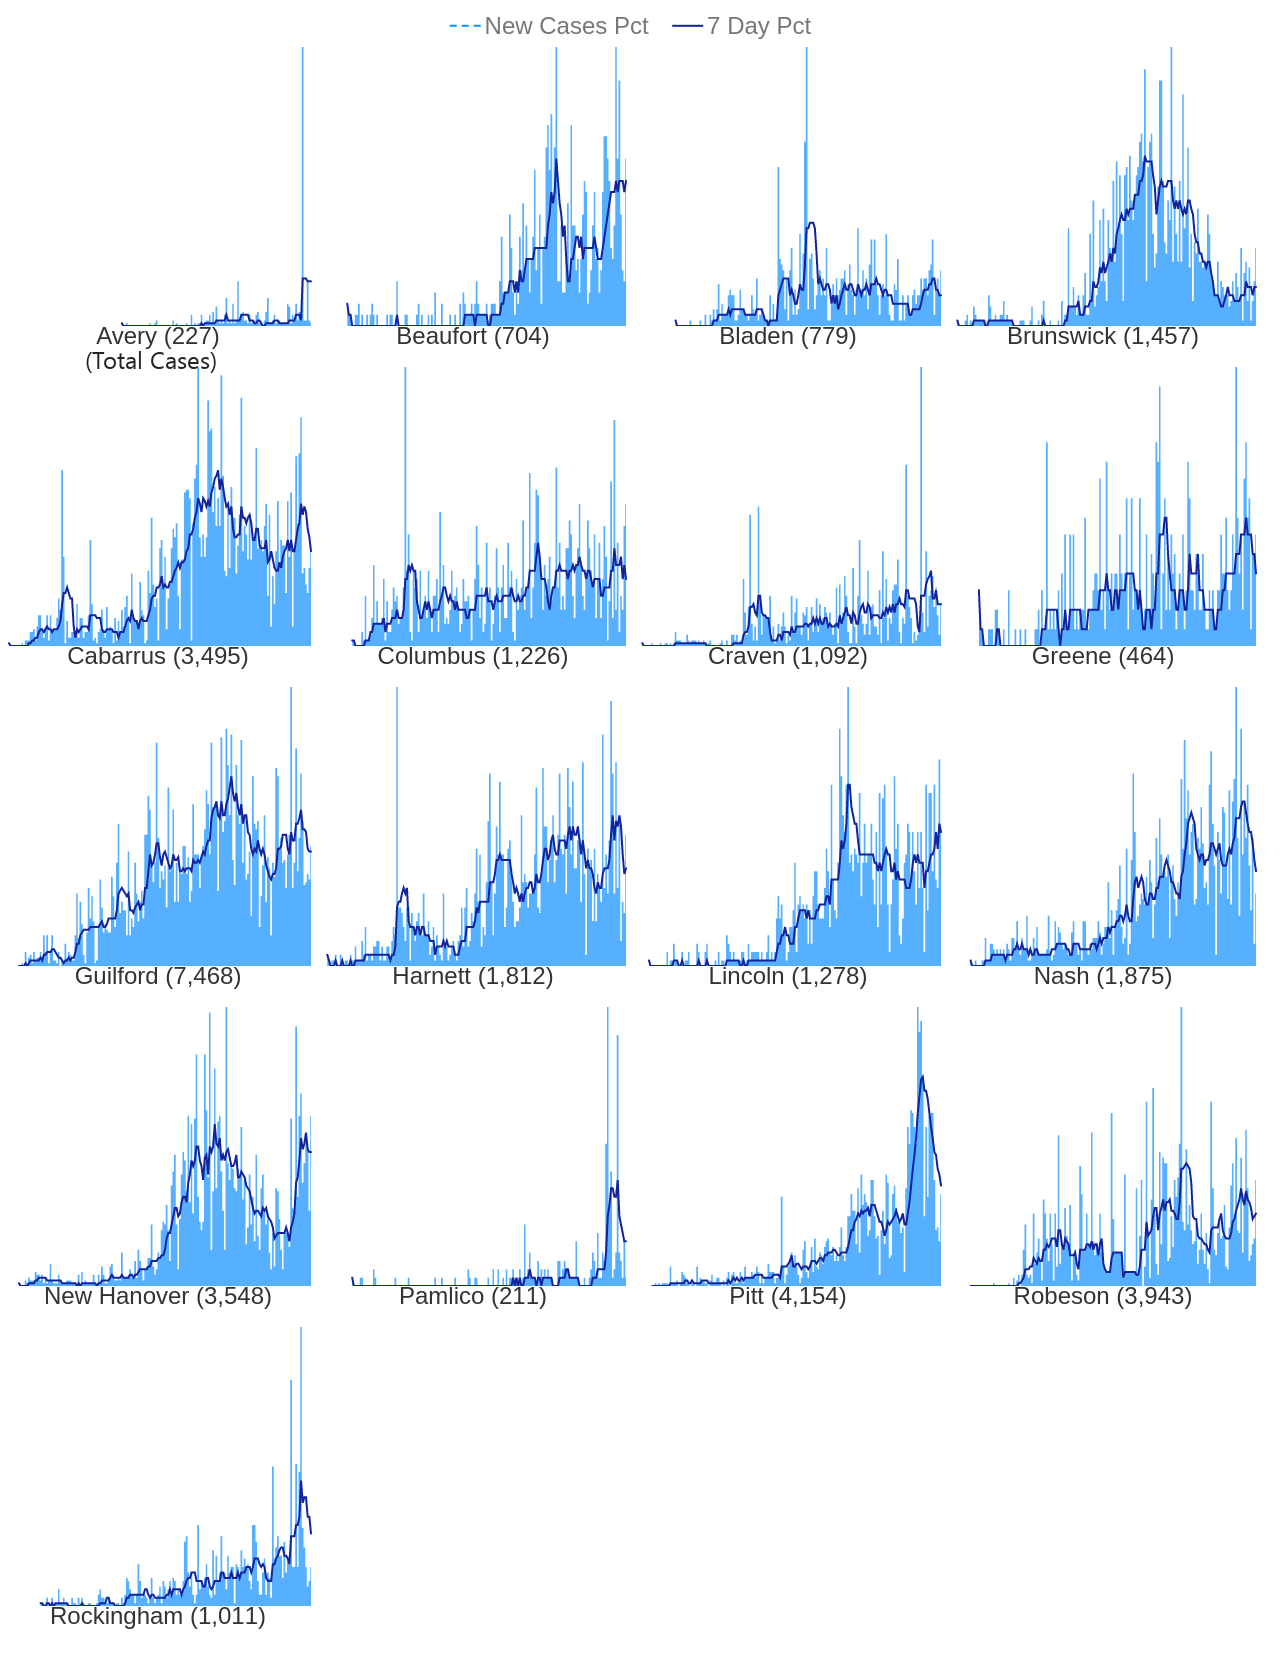 New Cases Pct 7 Day Pct
Avery (227) Beaufort (704) Bladen (779) Brunswick (1,457)
(Total Cases)
Cabarrus (3,495) Columbus (1,226) Craven (1,092) Greene (464)
Guilford (7,468) Harnett (1,812) Lincoln (1,278) Nash (1,875)
New Hanover (3,548) Pamlico (211) Pitt (4,154) Robeson (3,943)
Rockingham (1,011)